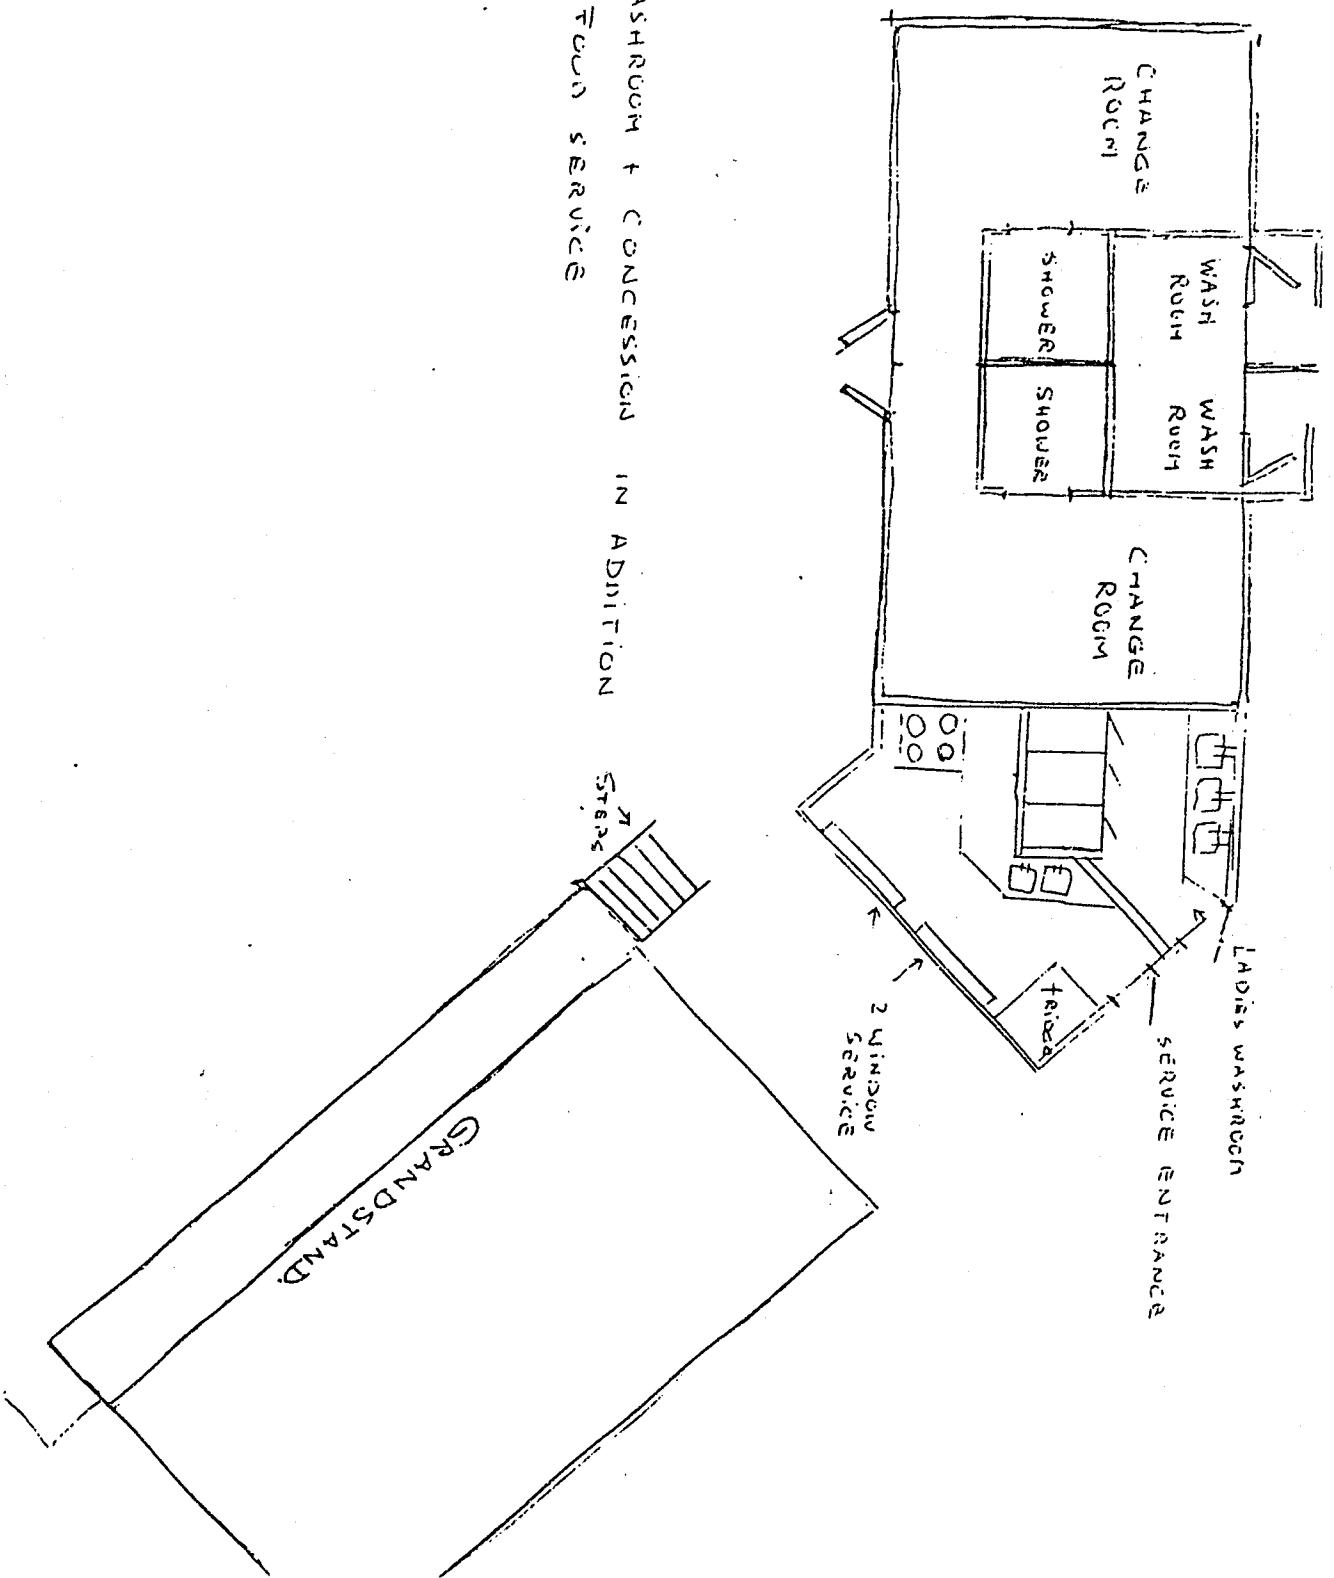 CHANGE
ROOM
WASH
ROOM
WASH
ROOM
SHOWER
SHOWER
CHANGE
ROOM
LADIES WASHROOM
SERVICE ENTRANCE
fridge
2 WINDOW
SERVICE
ASHROOM + CONCESSION IN ADDITION
FOOD SERVICE
STEPS
GRANDSTAND.